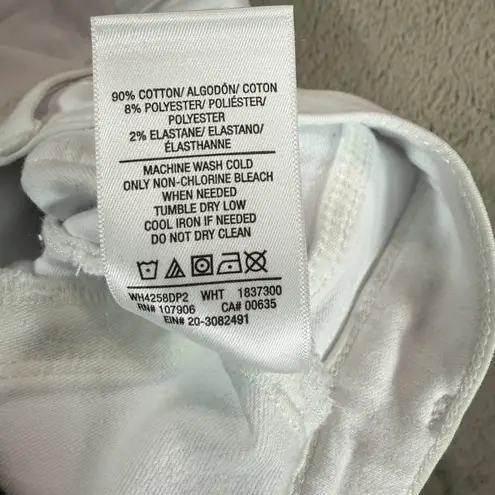 90% COTTON/ ALGODÓN/ COTON
8% POLYESTER/ POLIÉSTER/
POLYESTER
2% ELASTANE/ ELASTANO/
ÉLASTHANNE
MACHINE WASH COLD
ONLY NON-CHLORINE BLEACH
WHEN NEEDED
TUMBLE DRY LOW
COOL IRON IF NEEDED
DO NOT DRY CLEAN
WH4258DP2 WHT 1837300
RN# 107906 CA# 00635
EIN# 20-3082491